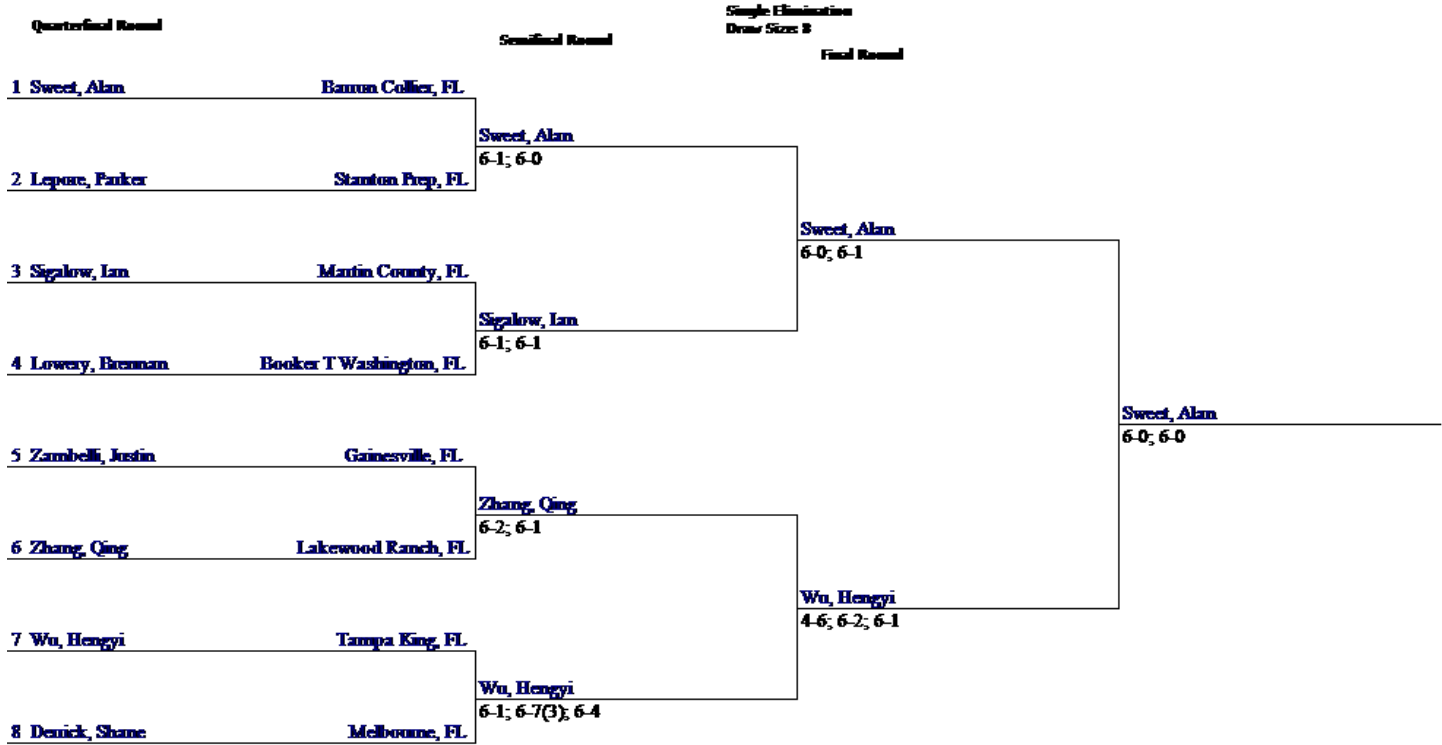 Single Elimination
Quarterfinal Round
Draw Size: 8
Semifinal Round
Final Round
1 Sweet, Alan Barron Collier, FL
Sweet, Alan
6-1; 6-0
2 Lepore, Parker Stanton Prep, FL
Sweet, Alan
6-0; 6-1
3 Sigalow, Ian Martin County, FL
Sigalow, Ian
6-1; 6-1
4 Lowery, Brennan Booker T Washington, FL
Sweet, Alan
6-0; 6-0
5 Zambelli, Justin Gainesville, FL
Zhang, Qing
6-2; 6-1
6 Zhang, Qing Lakewood Ranch, FL
Wu, Hengyi
4-6; 6-2; 6-1
7 Wu, Hengyi Tampa King, FL
Wu, Hengyi
6-1; 6-7(3); 6-4
8 Derrick, Shane Melbourne, FL